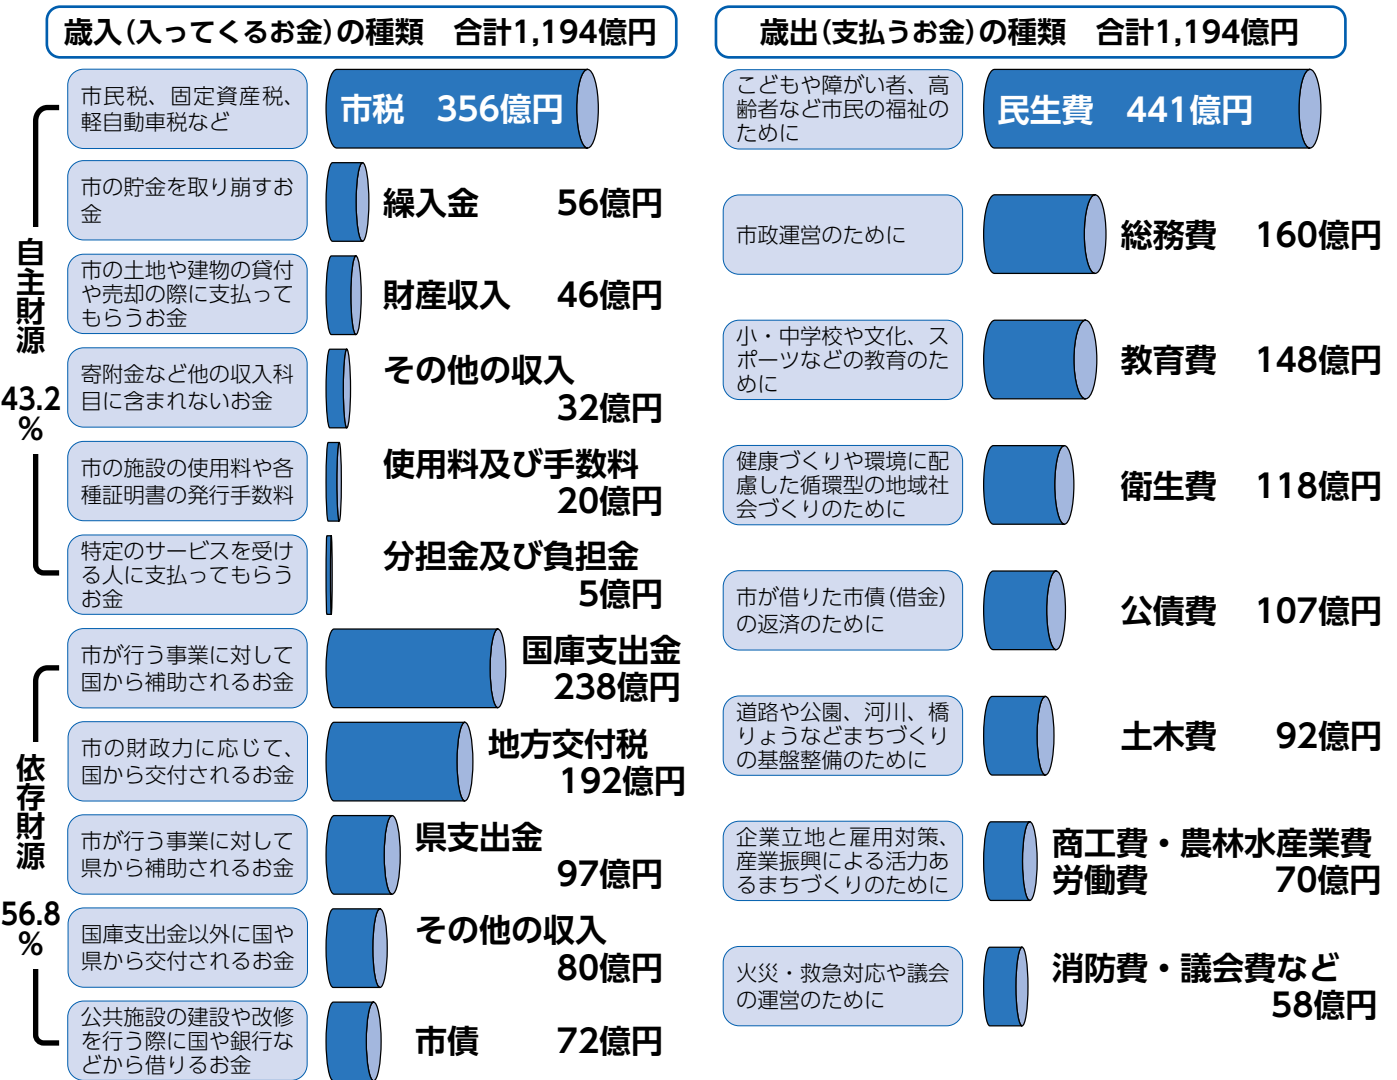 歳入(入ってくるお金)の種類　合計1,194億円
自主財源
43.2
%
市民税、固定資産税、
軽自動車税など
市税　356億円
市の貯金を取り崩すお
金
繰入金　56億円
市の土地や建物の貸付
や売却の際に支払って
もらうお金
財産収入　46億円
寄附金など他の収入科
目に含まれないお金
その他の収入
32億円
市の施設の使用料や各
種証明書の発行手数料
使用料及び手数料
20億円
特定のサービスを受け
る人に支払ってもらう
お金
分担金及び負担金
5億円
依存財源
56.8
%
市が行う事業に対して
国から補助されるお金
国庫支出金
238億円
市の財政力に応じて、
国から交付されるお金
地方交付税
192億円
市が行う事業に対して
県から補助されるお金
県支出金
97億円
国庫支出金以外に国や
県から交付されるお金
その他の収入
80億円
公共施設の建設や改修
を行う際に国や銀行な
どから借りるお金
市債　72億円
歳出(支払うお金)の種類　合計1,194億円
こどもや障がい者、高
齢者など市民の福祉の
ために
民生費　441億円
市政運営のために
総務費　160億円
小・中学校や文化、ス
ポーツなどの教育のた
めに
教育費　148億円
健康づくりや環境に配
慮した循環型の地域社
会づくりのために
衛生費　118億円
市が借りた市債(借金)
の返済のために
公債費　107億円
道路や公園、河川、橋
りょうなどまちづくり
の基盤整備のために
土木費　92億円
企業立地と雇用対策、
産業振興による活力あ
るまちづくりのために
商工費・農林水産業費
労働費　70億円
火災・救急対応や議会
の運営のために
消防費・議会費など
58億円